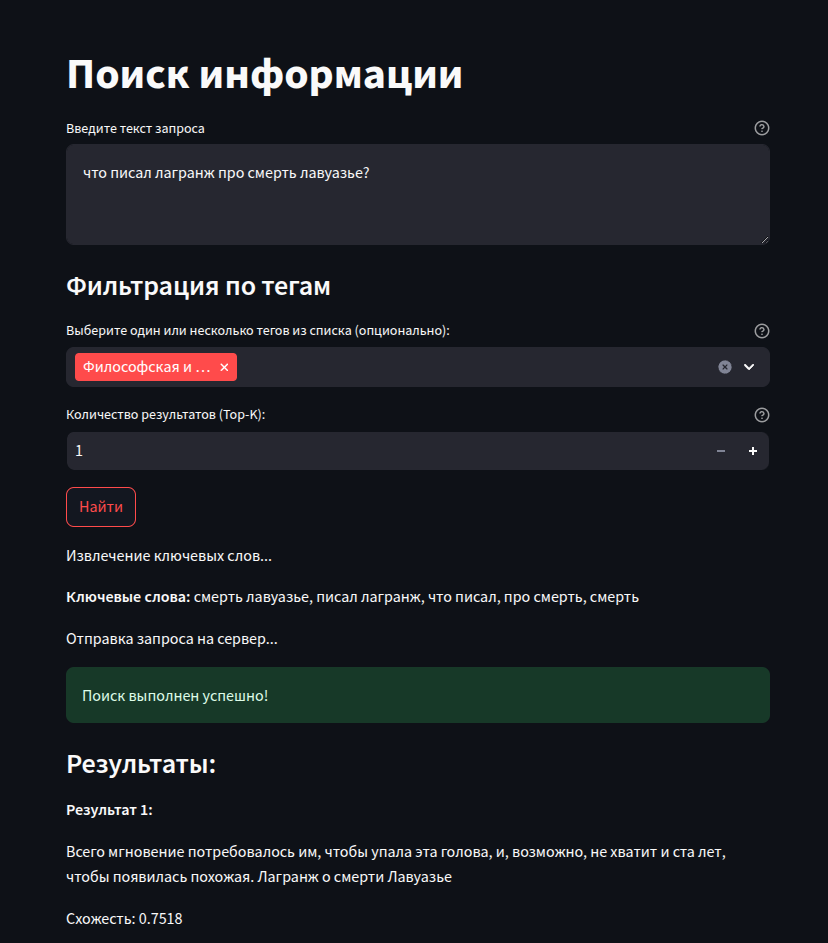 Поиск информации
Введите текст запроса
что писал лагранж про смерть лавуазье?
Фильтрация по тегам
Выберите один или несколько тегов из списка (опционально):
Философская и ...
Количество результатов (Top-K):
1
Найти
Извлечение ключевых слов...
Ключевые слова: смерть лавуазье, писал лагранж, что писал, про смерть, смерть
Отправка запроса на сервер...
Поиск выполнен успешно!
Результаты:
Результат 1:
Всего мгновение потребовалось им, чтобы упала эта голова, и, возможно, не хватит и ста лет,
чтобы появилась похожая. Лагранж о смерти Лавуазье
Схожесть: 0.7518